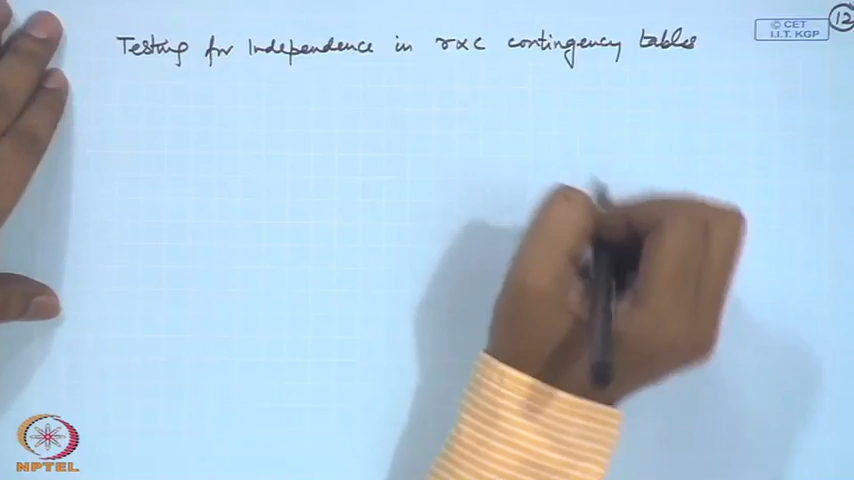 Testing for Independence in r×c contingency tables
© CET
I.I.T. KGP
12
NPTEL